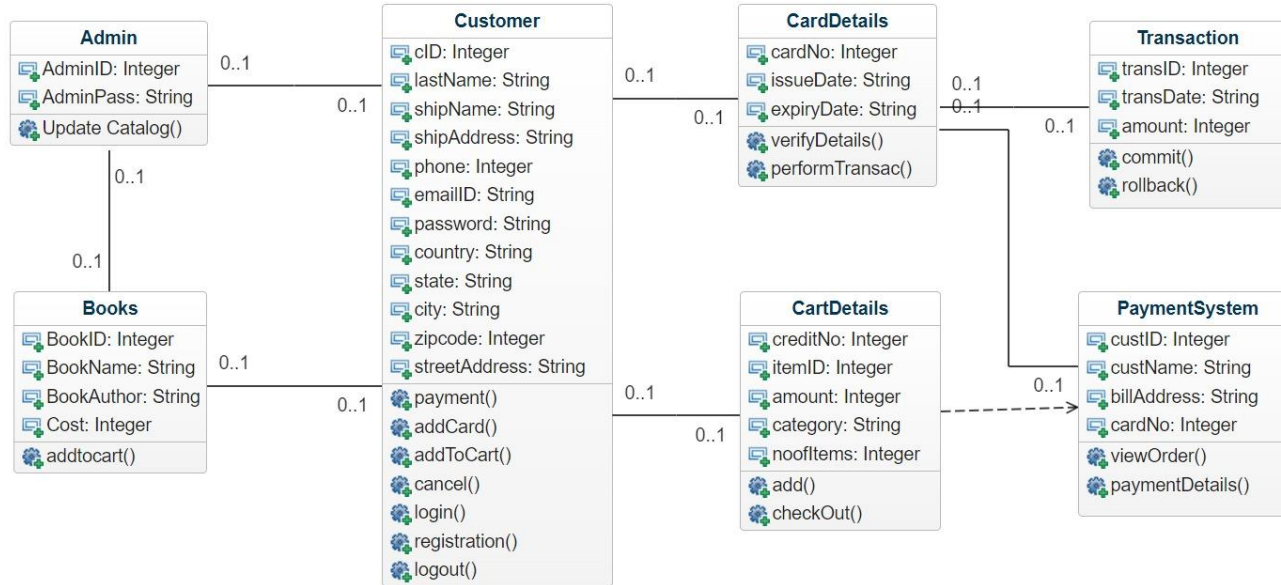 Admin
AdminID: Integer
AdminPass: String
Update Catalog()
0..1
0..1
0..1
0..1
Books
BookID: Integer
BookName: String
BookAuthor: String
Cost: Integer
addtocart()
0..1
0..1
Customer
cID: Integer
lastName: String
shipName: String
shipAddress: String
phone: Integer
emailID: String
password: String
country: String
state: String
city: String
zipcode: Integer
streetAddress: String
payment()
addCard()
addToCart()
cancel()
login()
registration()
logout()
0..1
0..1
0..1
0..1
CardDetails
cardNo: Integer
issueDate: String
expiryDate: String
verifyDetails()
performTransac()
0..1
0..1
0..1
Transaction
transID: Integer
transDate: String
amount: Integer
commit()
rollback()
CartDetails
creditNo: Integer
itemID: Integer
amount: Integer
category: String
noofItems: Integer
add()
checkOut()
0..1
PaymentSystem
custID: Integer
custName: String
billAddress: String
cardNo: Integer
viewOrder()
paymentDetails()